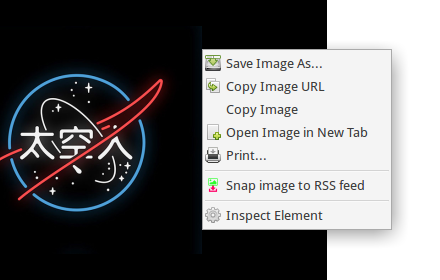 太空人
Save Image As...
Copy Image URL
Copy Image
Open Image in New Tab
Print...
Snap image to RSS feed
Inspect Element